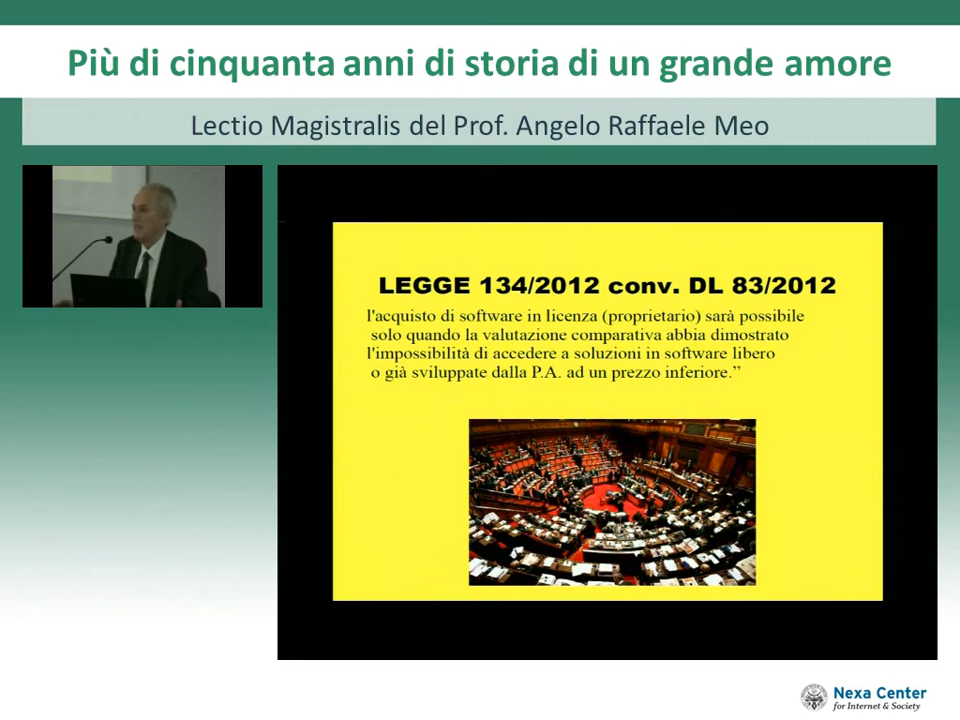 Più di cinquanta anni di storia di un grande amore
Lectio Magistralis del Prof. Angelo Raffaele Meo
LEGGE 134/2012 conv. DL 83/2012
l'acquisto di software in licenza (proprietario) sarà possibile
solo quando la valutazione comparativa abbia dimostrato
l'impossibilità di accedere a soluzioni in software libero
o già sviluppate dalla P.A. ad un prezzo inferiore.”
Nexa Center
for Internet & Society